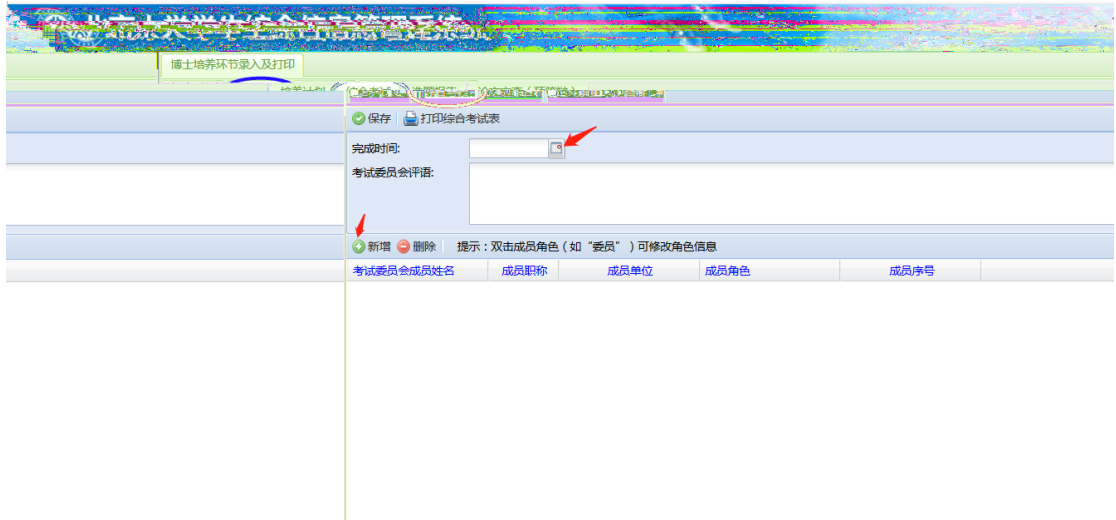 博士培养环节录入及打印
培养计划
保存 打印综合考试表
完成时间:
考试委员会评语:
新增 删除 提示：双击成员角色（如“委员”）可修改角色信息
考试委员会成员姓名 成员职称 成员单位 成员角色 成员序号